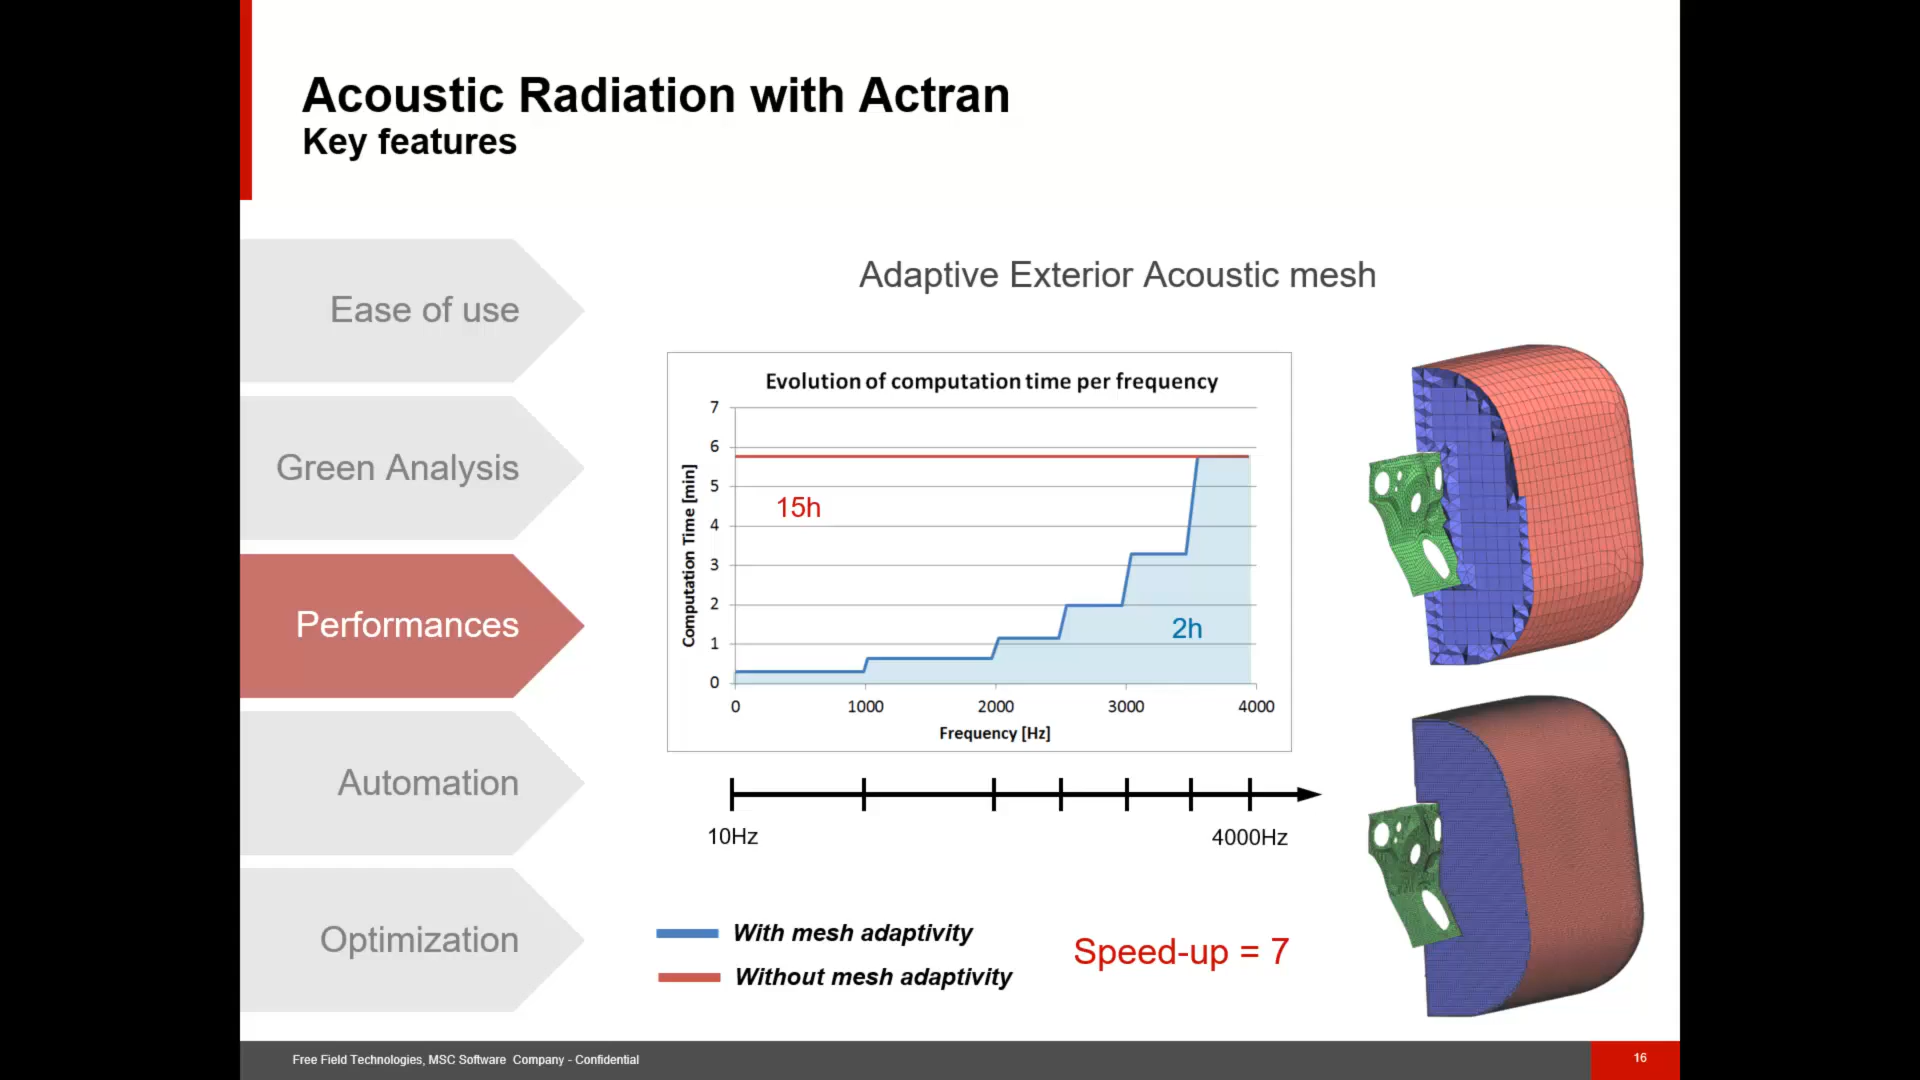 Acoustic Radiation with Actran
Key features
Ease of use
Green Analysis
Performances
Automation
Optimization
Adaptive Exterior Acoustic mesh
Evolution of computation time per frequency
Computation Time [min]
7
6
5
4
3
2
1
0
15h
2h
0 1000 2000 3000 4000
Frequency [Hz]
10Hz 4000Hz
With mesh adaptivity
Without mesh adaptivity
Speed-up = 7
Free Field Technologies, MSC Software Company - Confidential
16